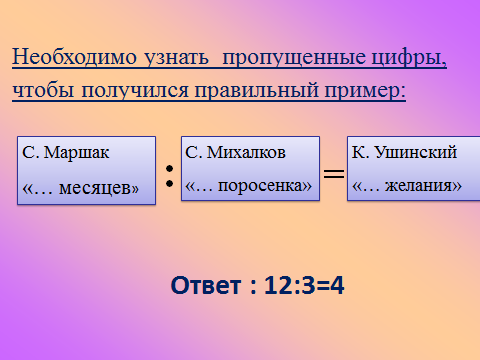 Необходимо узнать пропущенные цифры,
чтобы получился правильный пример:
С. Маршак
«… месяцев»
:
С. Михалков
«… поросенка»
=
К. Ушинский
«… желания»
Ответ : 12:3=4